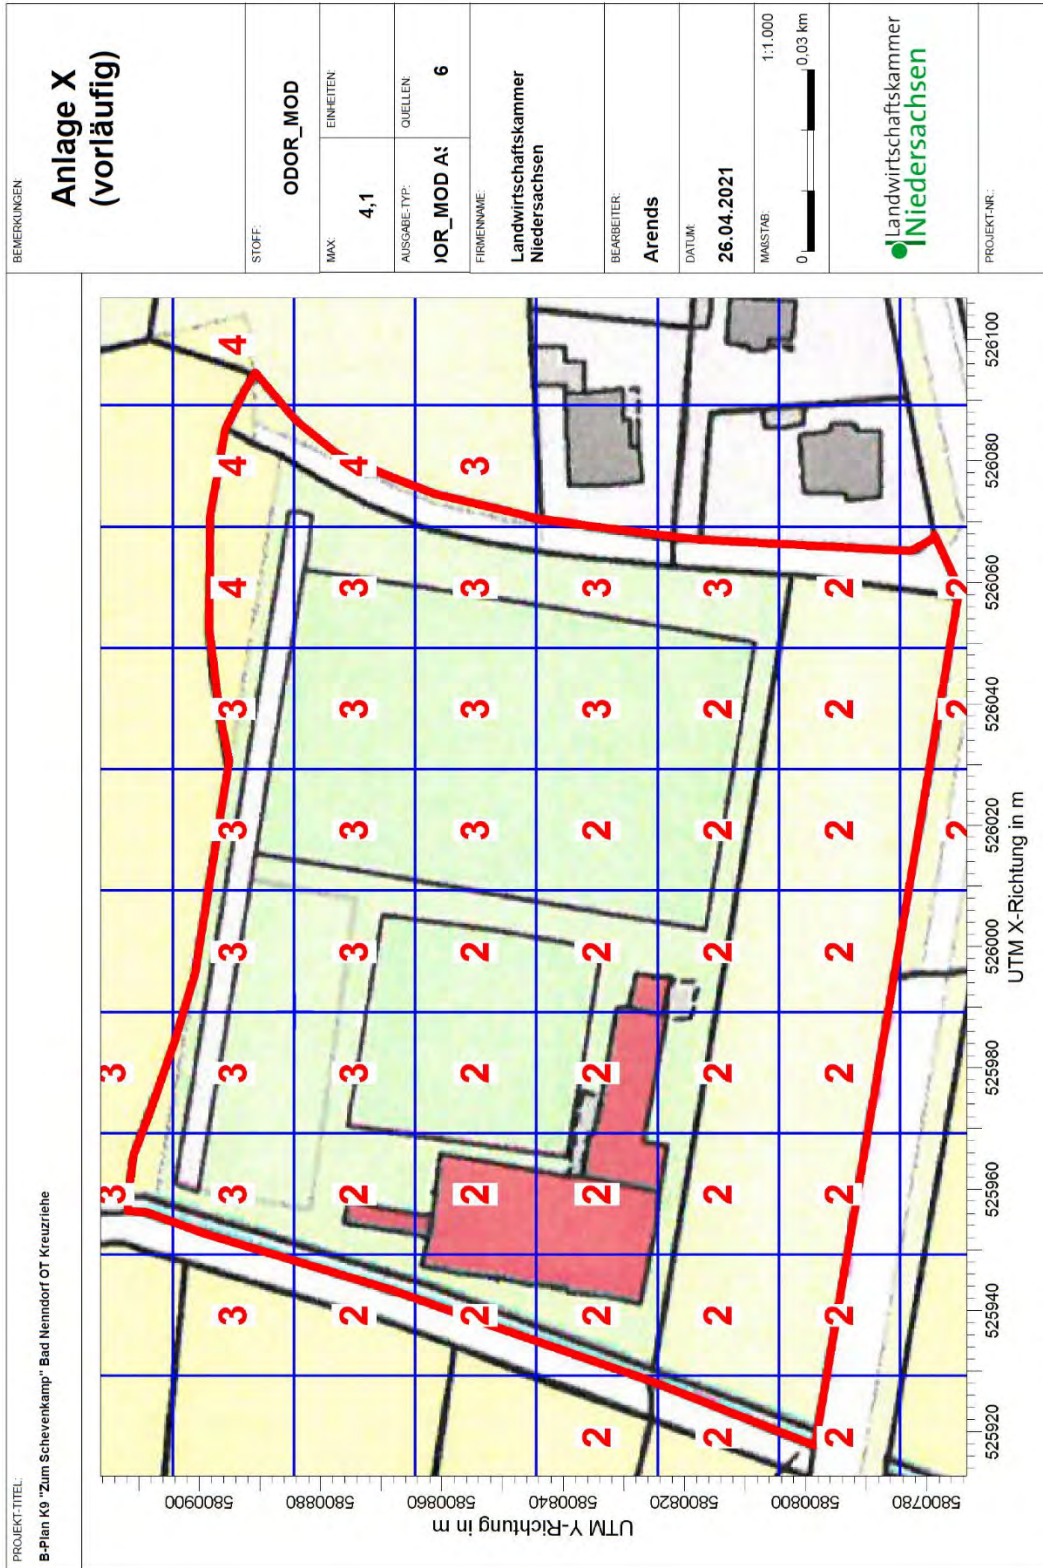 PROJEKT-TITEL:
B-Plan K9 "Zum Schevenkamp" Bad Nenndorf OT Kreuzriehe
UTM Y-Richtung in m
5800900
5800880
5800860
5800840
5800820
5800800
5800780
3 3
3 3 3 3 3 3 4 4 4
2 2 3 3 3 3 3 4
2 2 2 2 3 3 3 3
2 2 2 2 2 2 3 3
2 2 2 2 2 2 2 3
2 2 2 2 2 2 2 2
2 2 2
525920 525940 525960 525980 526000 526020 526040 526060 526080 526100
UTM X-Richtung in m
BEMERKUNGEN:
Anlage X
(vorläufig)
STOFF:
ODOR_MOD
MAX: EINHEITEN:
4,1
AUSGABE-TYP: QUELLEN:
OR_MOD AS 6
FIRMENNAME:
Landwirtschaftskammer
Niedersachsen
BEARBEITER:
Arends
DATUM:
26.04.2021
MAßSTAB: 1:1.000
0 0,03 km
Landwirtschaftskammer
Niedersachsen
PROJEKT-NR.: